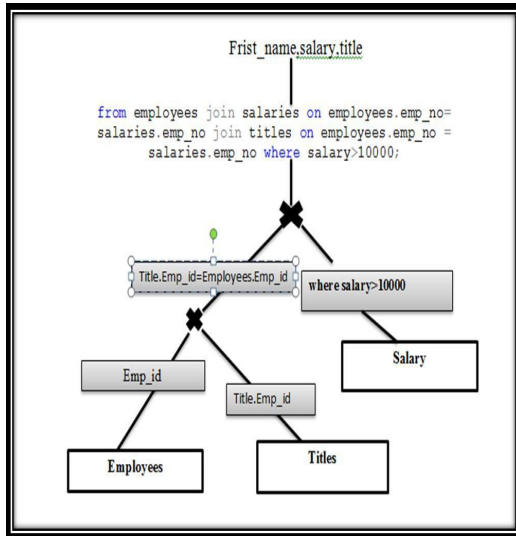 Frist_name,salary,title
from employees join salaries on employees.emp_no=
salaries.emp_no join titles on employees.emp_no =
salaries.emp_no where salary>10000;
Title.Emp_id=Employees.Emp_id
where salary>10000
Salary
Emp_id
Title.Emp_id
Employees
Titles